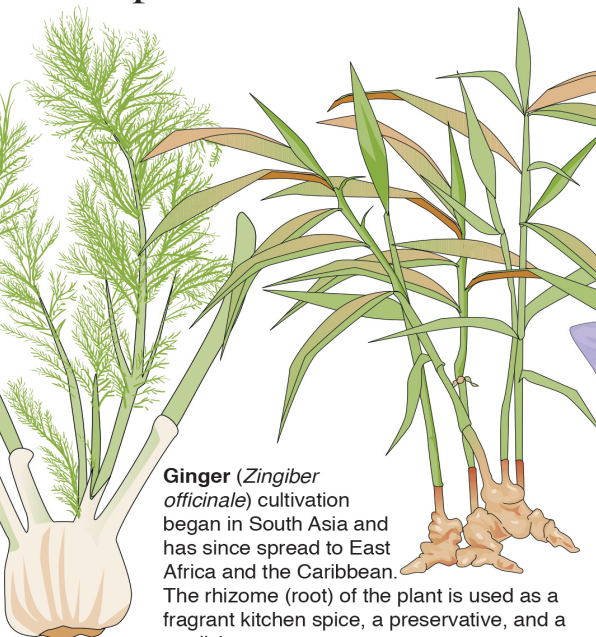 Ginger (Zingiber
officinale) cultivation
began in South Asia and
has since spread to East
Africa and the Caribbean.
The rhizome (root) of the plant is used as a
fragrant kitchen spice, a preservative, and a